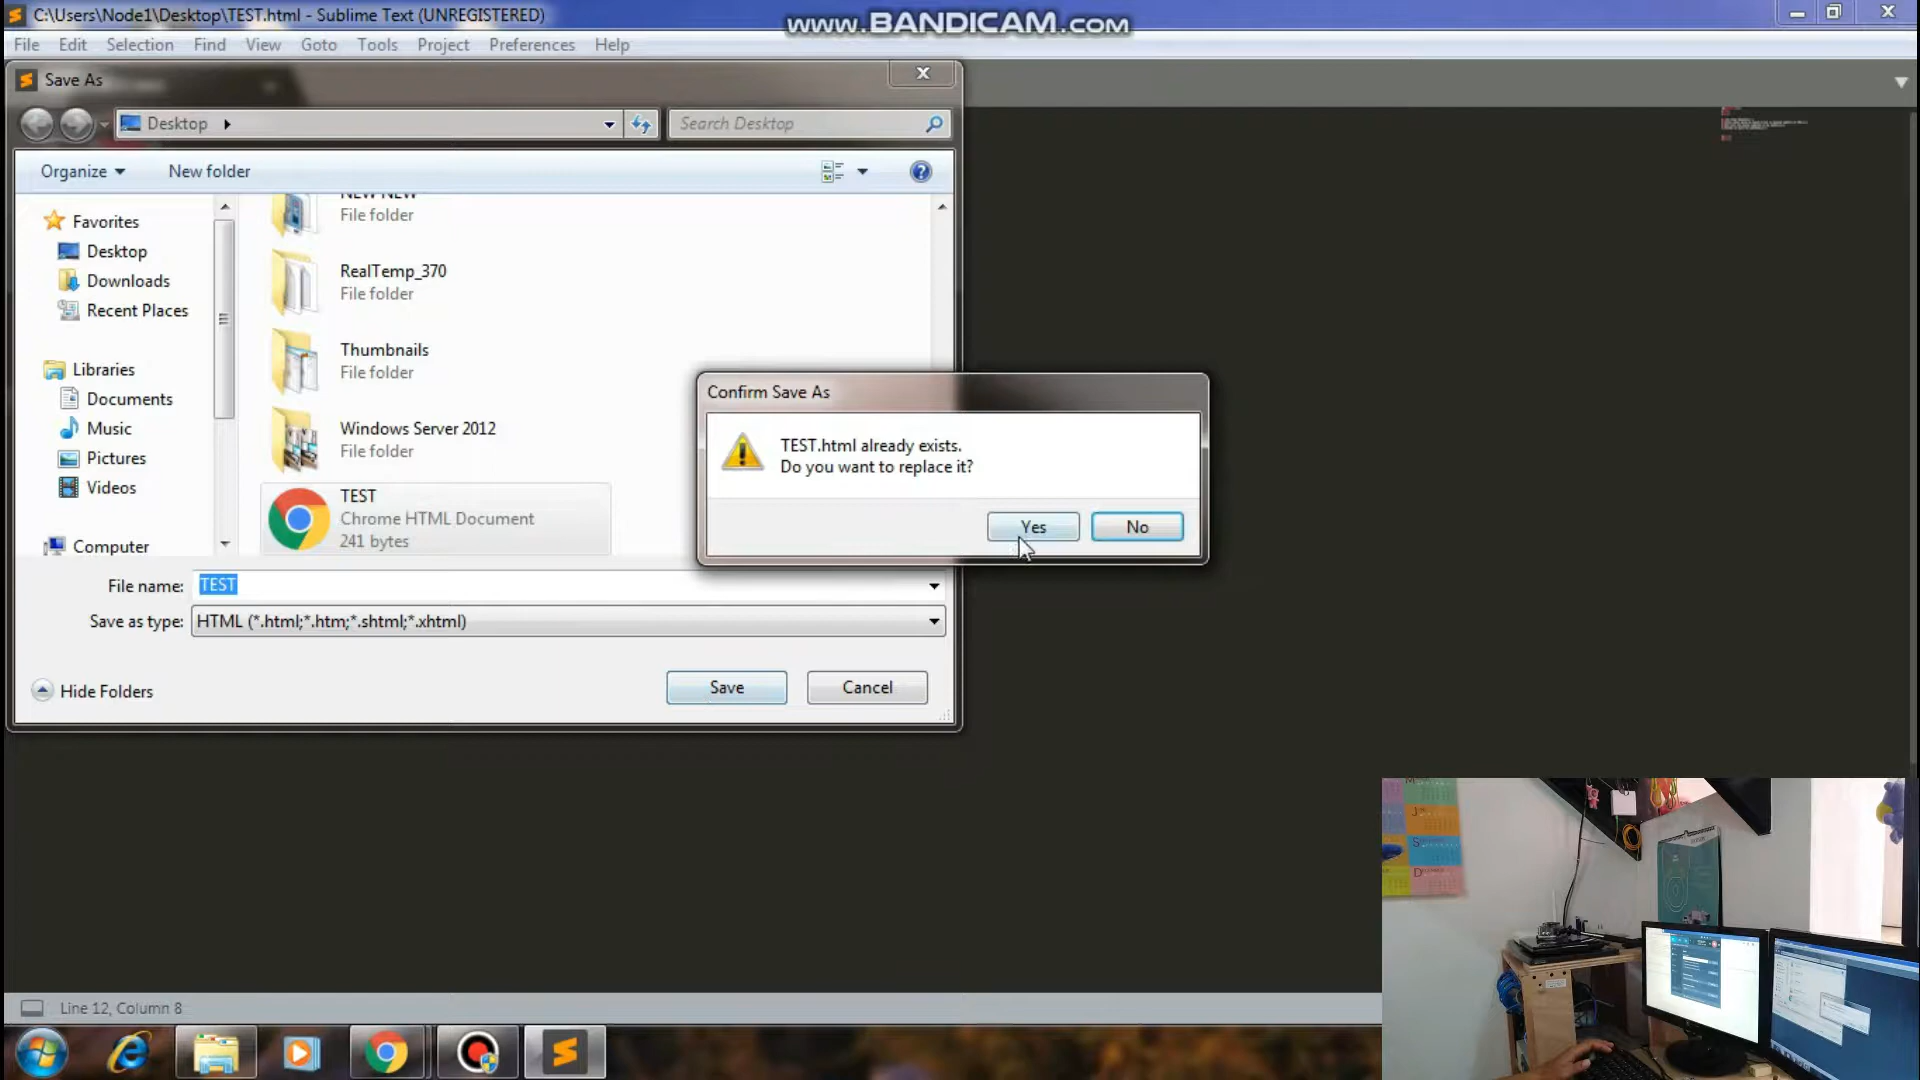 C:\Users\Node1\Desktop\TEST.html - Sublime Text (UNREGISTERED)
www.BANDICAM.com
File Edit Selection Find View Goto Tools Project Preferences Help
Save As
Desktop
Search Desktop
Organize
New folder
Favorites
Desktop
Downloads
Recent Places
Libraries
Documents
Music
Pictures
Videos
Computer
NEW NEW
File folder
RealTemp_370
File folder
Thumbnails
File folder
Windows Server 2012
File folder
TEST
Chrome HTML Document
241 bytes
Confirm Save As
TEST.html already exists.
Do you want to replace it?
Yes
No
File name: TEST
Save as type: HTML (*.html;*.htm;*.shtml;*.xhtml)
Hide Folders
Save
Cancel
Line 12, Column 8